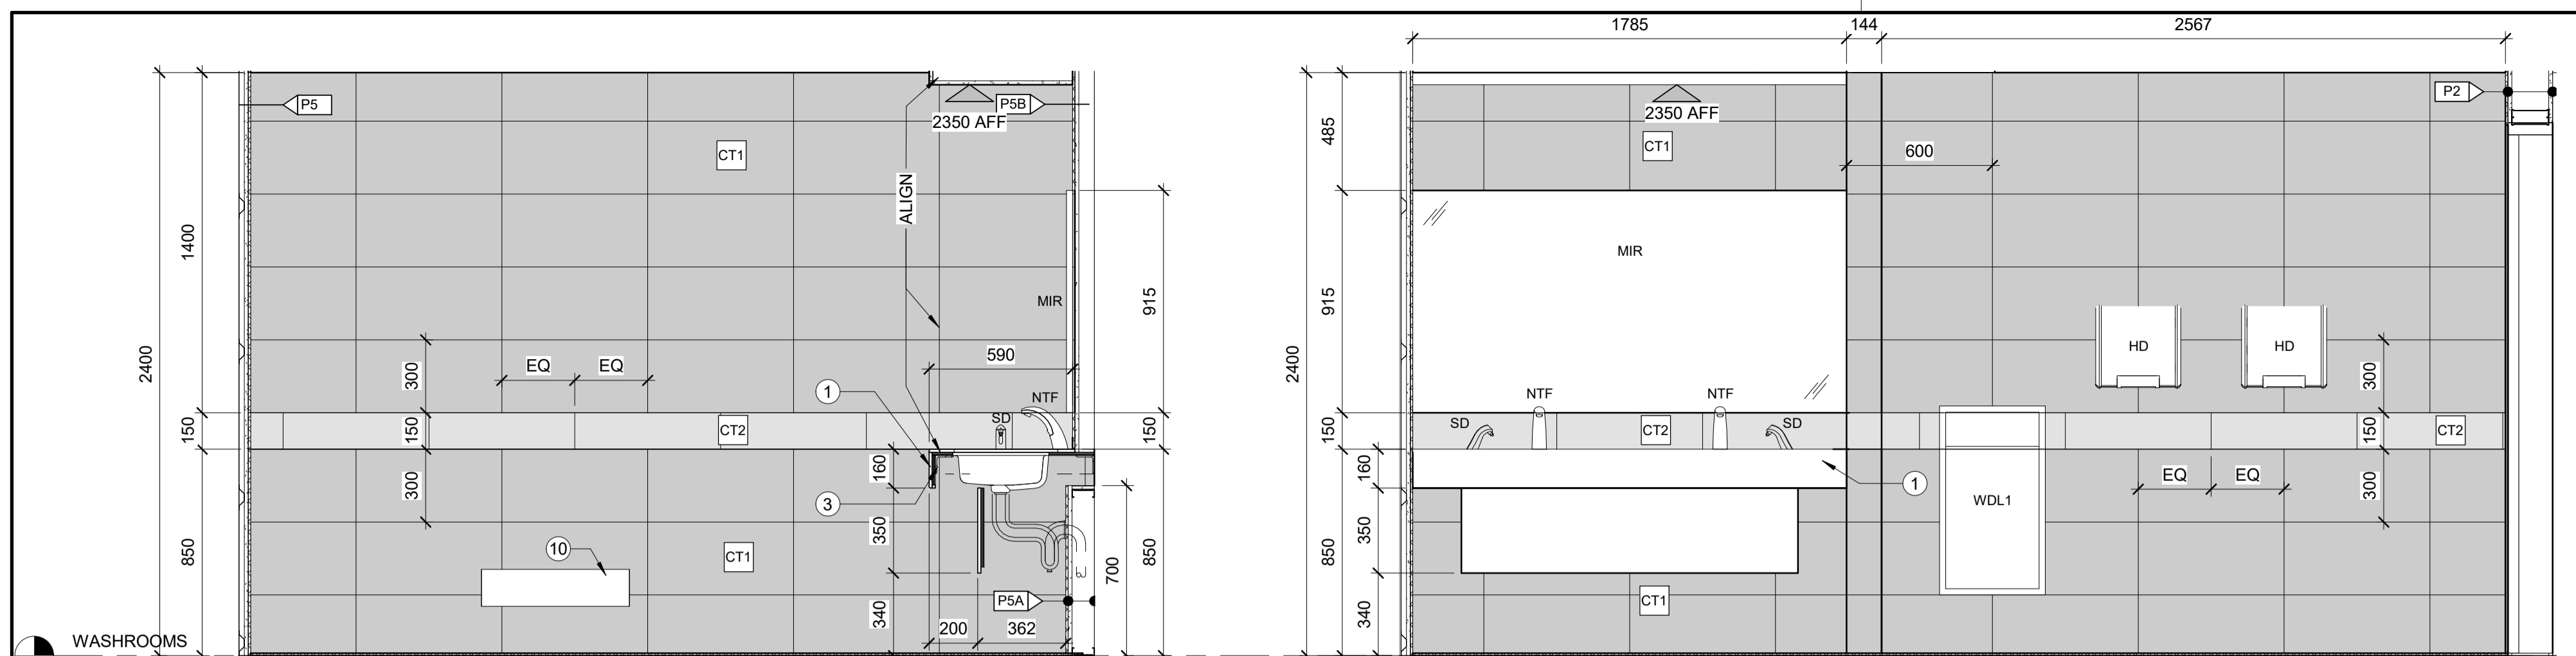 1785
144
2567
P5
P5B
2350 AFF
CT1
ALIGN
1400
2400
MIR
915
590
EQ
EQ
300
1
NTF
SD
150
150
CT2
150
160
3
300
10
CT1
350
850
700
850
P5A
340
200
362
WASHROOMS
2350 AFF
CT1
485
600
P2
MIR
915
2400
HD
HD
300
NTF
NTF
SD
CT2
SD
150
150
CT2
160
1
WDL1
EQ
EQ
300
350
850
CT1
340